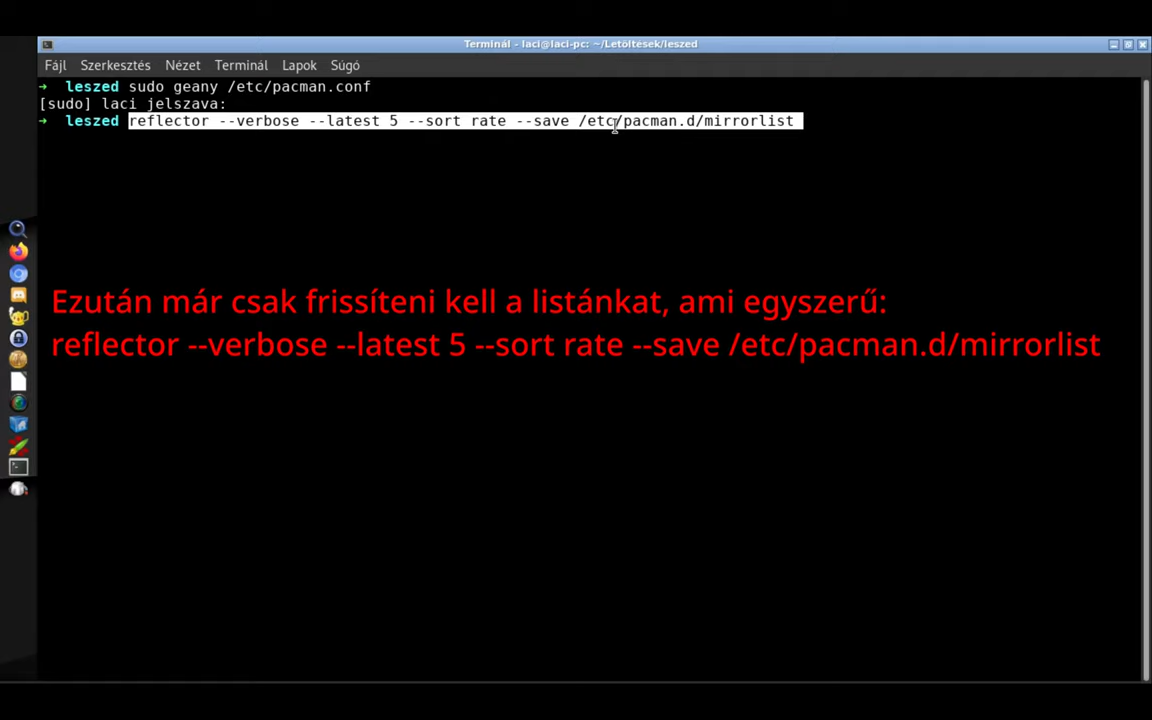 Terminál - laci@laci-pc: ~/Letöltések/leszed
Fájl Szerkesztés Nézet Terminál Lapok Súgó
➜ leszed sudo geany /etc/pacman.conf
[sudo] laci jelszava:
➜ leszed reflector --verbose --latest 5 --sort rate --save /etc/pacman.d/mirrorlist
Ezután már csak frissíteni kell a listánkat, ami egyszerű:
reflector --verbose --latest 5 --sort rate --save /etc/pacman.d/mirrorlist